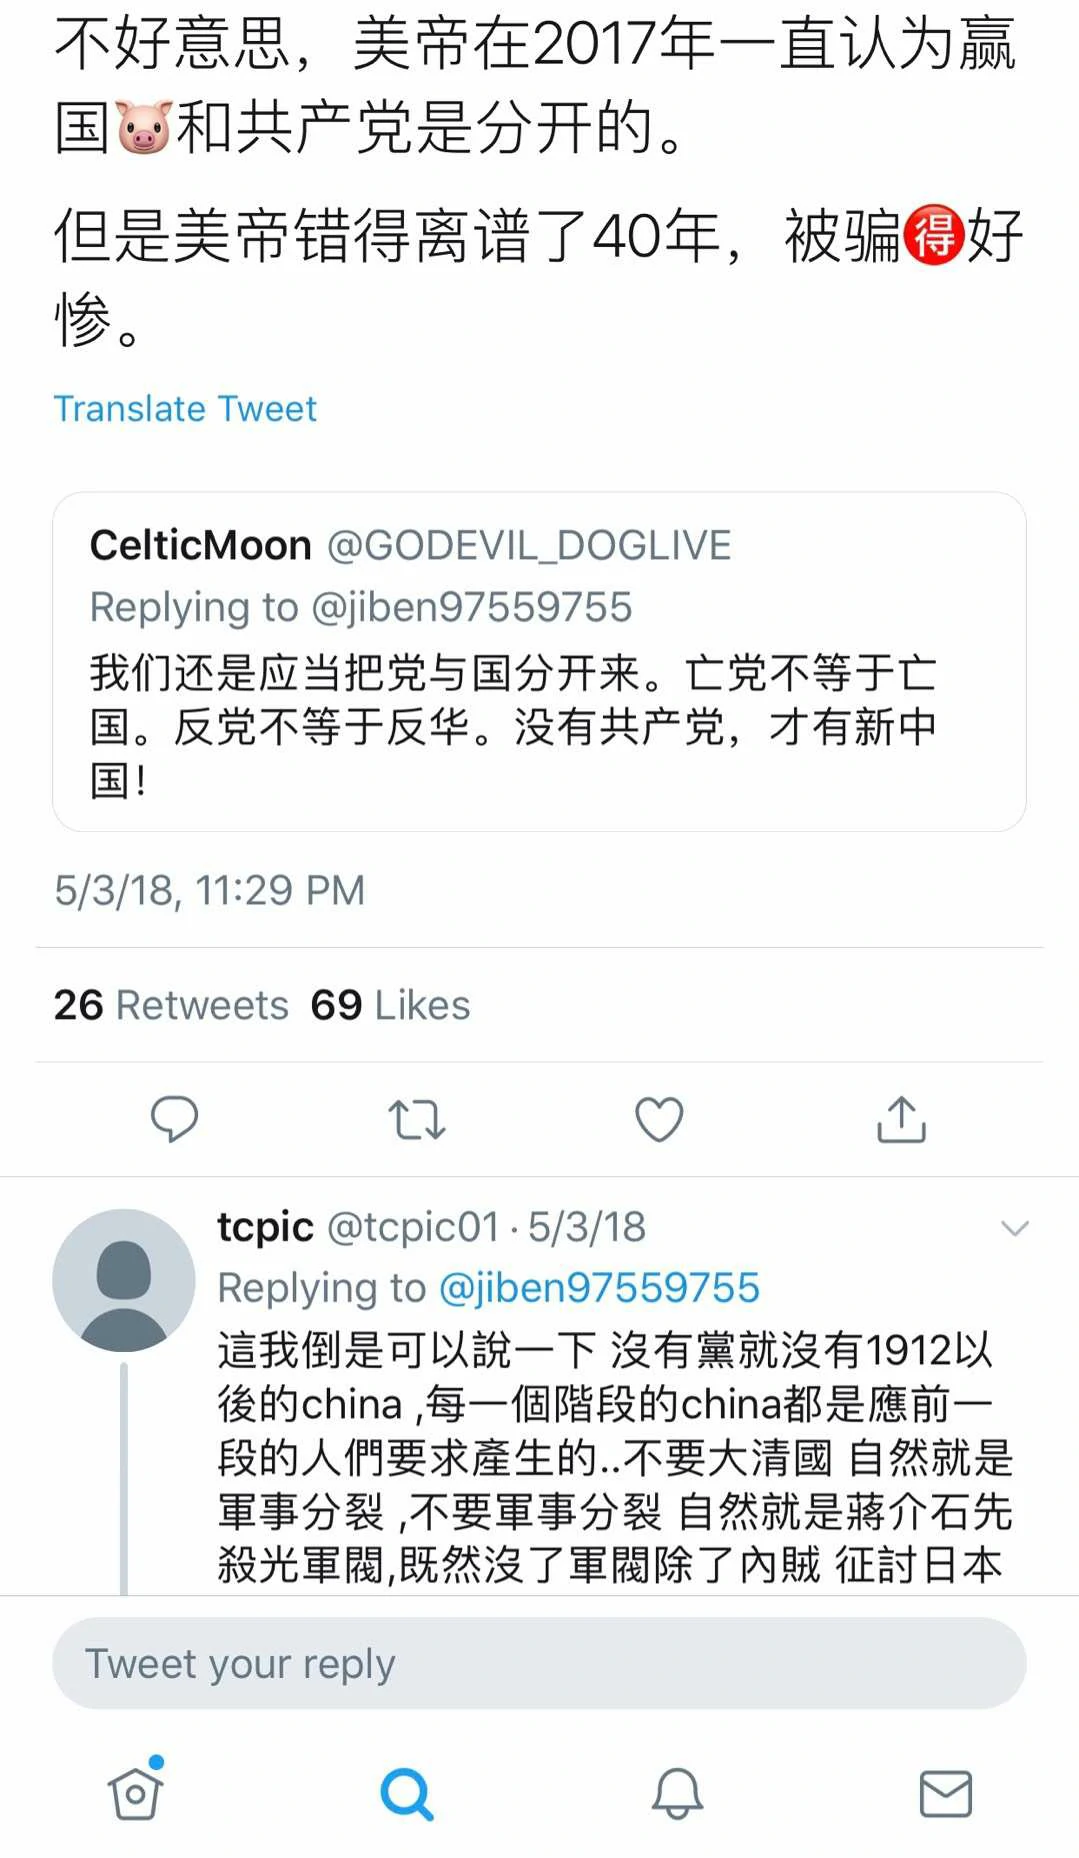 不好意思，美帝在2017年一直认为赢
国🐷和共产党是分开的。
但是美帝错得离谱了40年，被骗🉐好
惨。
Translate Tweet
CelticMoon @GODEVIL_DOGLIVE
Replying to @jiben97559755
我们还是应当把党与国分开来。亡党不等于亡
国。反党不等于反华。没有共产党，才有新中
国！
5/3/18, 11:29 PM
26 Retweets 69 Likes
tcpic @tcpic01 · 5/3/18
Replying to @jiben97559755
這我倒是可以說一下 沒有黨就沒有1912以
後的china ,每一個階段的china都是應前一
段的人們要求產生的..不要大清國 自然就是
軍事分裂 ,不要軍事分裂 自然就是蔣介石先
殺光軍閥,既然沒了軍閥除了內賊 征討日本
Tweet your reply